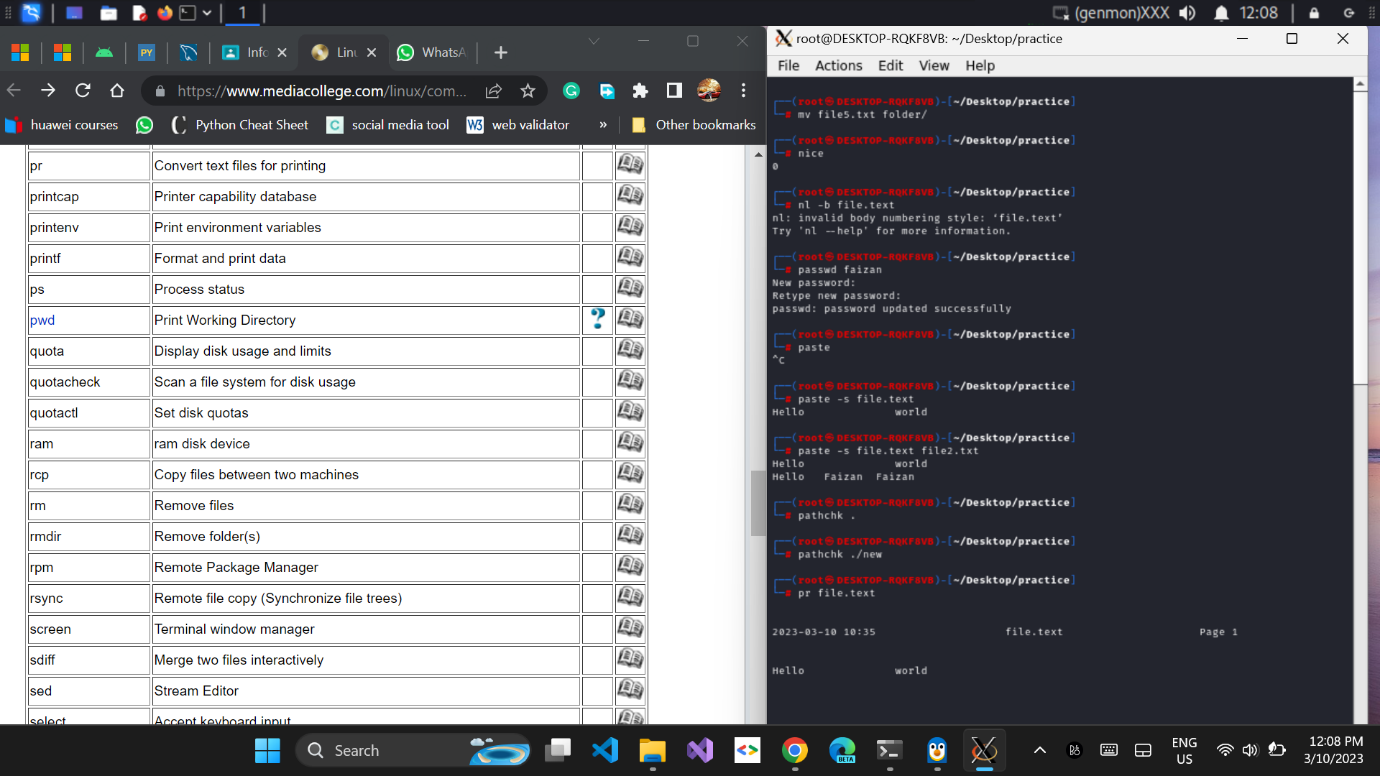 1
(genmon)XXX
12:08
Info
Linu
WhatsA
https://www.mediacollege.com/linux/com...
huawei courses
Python Cheat Sheet
social media tool
W3
web validator
»
Other bookmarks
pr Convert text files for printing
printcap Printer capability database
printenv Print environment variables
printf Format and print data
ps Process status
pwd Print Working Directory ?
quota Display disk usage and limits
quotacheck Scan a file system for disk usage
quotactl Set disk quotas
ram ram disk device
rcp Copy files between two machines
rm Remove files
rmdir Remove folder(s)
rpm Remote Package Manager
rsync Remote file copy (Synchronize file trees)
screen Terminal window manager
sdiff Merge two files interactively
sed Stream Editor
select Accept keyboard input
root@DESKTOP-RQKF8VB: ~/Desktop/practice
File Actions Edit View Help
┌──(root㉿DESKTOP-RQKF8VB)-[~/Desktop/practice]
└─# mv file5.txt folder/
┌──(root㉿DESKTOP-RQKF8VB)-[~/Desktop/practice]
└─# nice
0
┌──(root㉿DESKTOP-RQKF8VB)-[~/Desktop/practice]
└─# nl -b file.text
nl: invalid body numbering style: ‘file.text’
Try 'nl --help' for more information.
┌──(root㉿DESKTOP-RQKF8VB)-[~/Desktop/practice]
└─# passwd faizan
New password:
Retype new password:
passwd: password updated successfully
┌──(root㉿DESKTOP-RQKF8VB)-[~/Desktop/practice]
└─# paste
^C
┌──(root㉿DESKTOP-RQKF8VB)-[~/Desktop/practice]
└─# paste -s file.text
Hello world
┌──(root㉿DESKTOP-RQKF8VB)-[~/Desktop/practice]
└─# paste -s file.text file2.txt
Hello world
Hello Faizan Faizan
┌──(root㉿DESKTOP-RQKF8VB)-[~/Desktop/practice]
└─# pathchk .
┌──(root㉿DESKTOP-RQKF8VB)-[~/Desktop/practice]
└─# pathchk ./new
┌──(root㉿DESKTOP-RQKF8VB)-[~/Desktop/practice]
└─# pr file.text
2023-03-10 10:35 file.text Page 1
Hello world
Search
BETA
ENG
US
12:08 PM
3/10/2023